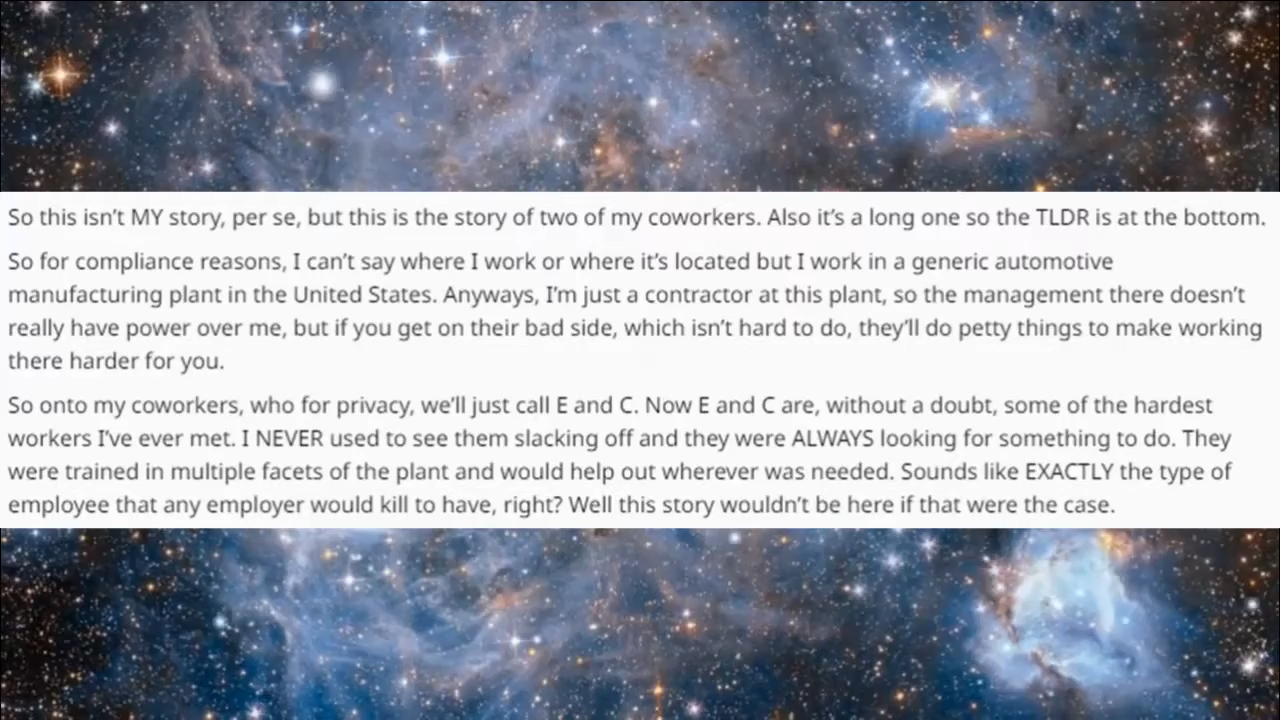 So this isn’t MY story, per se, but this is the story of two of my coworkers. Also it’s a long one so the TLDR is at the bottom.
So for compliance reasons, I can’t say where I work or where it’s located but I work in a generic automotive
manufacturing plant in the United States. Anyways, I’m just a contractor at this plant, so the management there doesn’t
really have power over me, but if you get on their bad side, which isn’t hard to do, they’ll do petty things to make working
there harder for you.
So onto my coworkers, who for privacy, we’ll just call E and C. Now E and C are, without a doubt, some of the hardest
workers I’ve ever met. I NEVER used to see them slacking off and they were ALWAYS looking for something to do. They
were trained in multiple facets of the plant and would help out wherever was needed. Sounds like EXACTLY the type of
employee that any employer would kill to have, right? Well this story wouldn’t be here if that were the case.